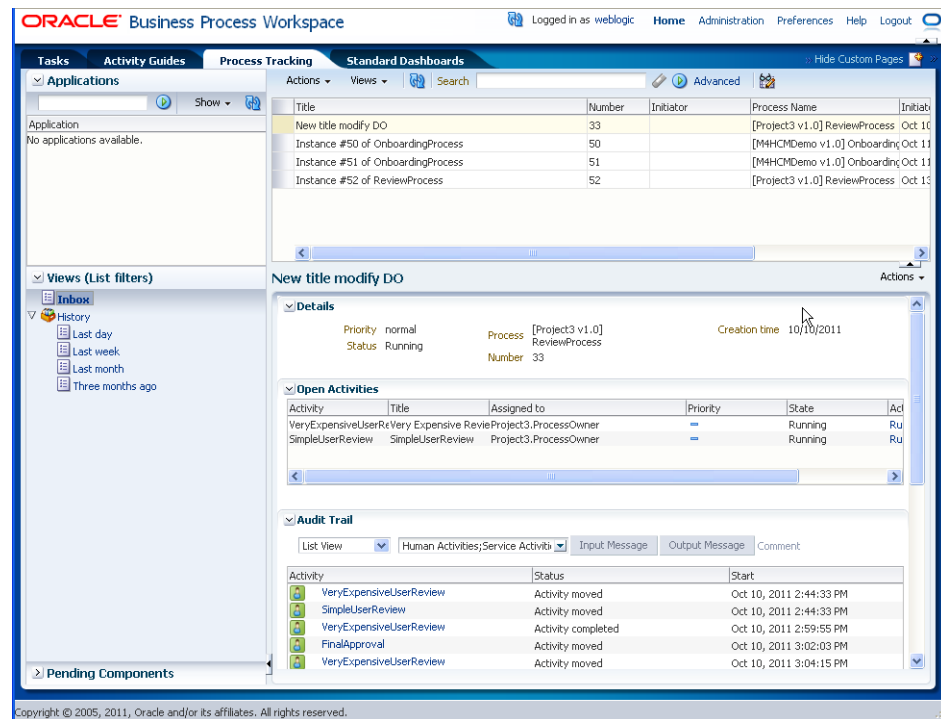 ORACLE Business Process Workspace
Logged in as weblogic Home Administration Preferences Help Logout
Tasks Activity Guides Process Tracking Standard Dashboards Hide Custom Pages
Applications
Show
Application
No applications available.
Actions Views Search Advanced
Title Number Initiator Process Name Initiat
New title modify DO 33 [Project3 v1.0] ReviewProcess Oct 10
Instance #50 of OnboardingProcess 50 [M4HCMDemo v1.0] Onboarding Oct 11
Instance #51 of OnboardingProcess 51 [M4HCMDemo v1.0] Onboarding Oct 11
Instance #52 of ReviewProcess 52 [Project3 v1.0] ReviewProcess Oct 13
Views (List filters)
Inbox
History
Last day
Last week
Last month
Three months ago
Pending Components
New title modify DO Actions
Details
Priority normal Process [Project3 v1.0] Creation time 10/10/2011
ReviewProcess
Status Running
Number 33
Open Activities
Activity Title Assigned to Priority State Act
VeryExpensiveUserRe Very Expensive Revie Project3.ProcessOwner Running Ru
SimpleUserReview SimpleUserReview Project3.ProcessOwner Running Ru
Audit Trail
List View Human Activities;Service Activiti Input Message Output Message Comment
Activity Status Start
VeryExpensiveUserReview Activity moved Oct 10, 2011 2:44:33 PM
SimpleUserReview Activity moved Oct 10, 2011 2:44:33 PM
VeryExpensiveUserReview Activity completed Oct 10, 2011 2:59:55 PM
FinalApproval Activity moved Oct 10, 2011 3:02:03 PM
VeryExpensiveUserReview Activity moved Oct 10, 2011 3:04:15 PM
Copyright © 2005, 2011, Oracle and/or its affiliates. All rights reserved.